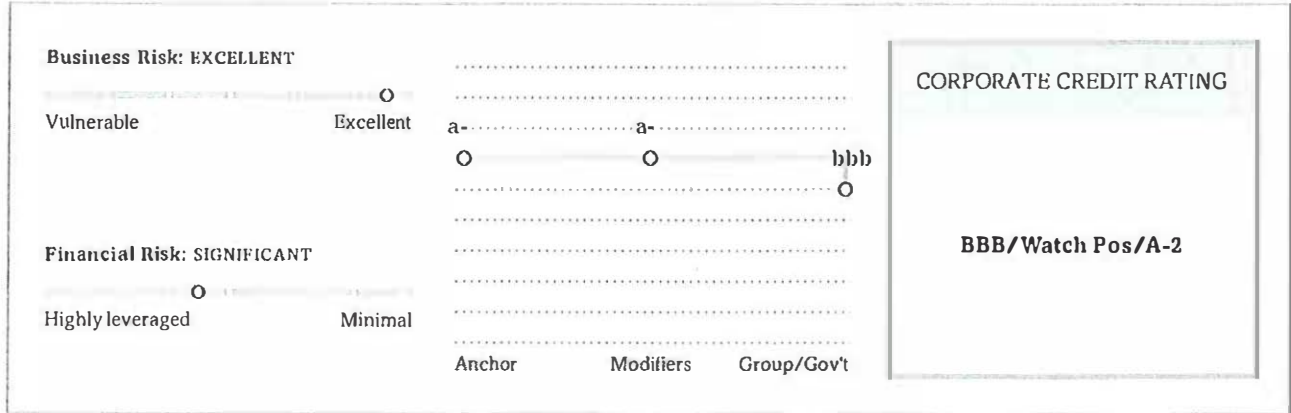 Business Risk: EXCELLENT
Vulnerable Excellent
Financial Risk: SIGNIFICANT
Highly leveraged Minimal
a- a-
bbb
Anchor Modifiers Group/Gov't
CORPORATE CREDIT RATING
BBB/Watch Pos/A-2